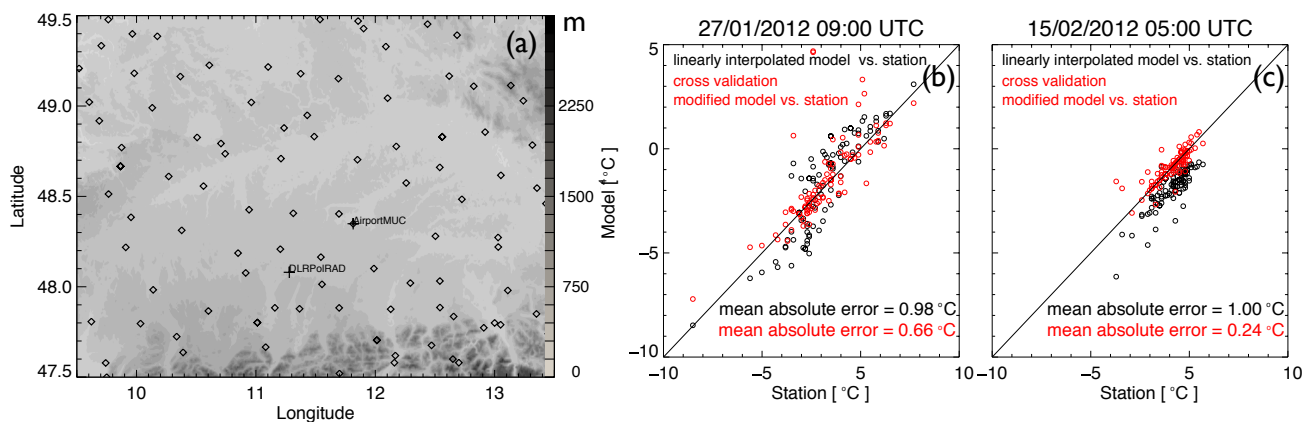 49.5
49.0
48.5
48.0
47.5
Latitude
10
11
12
13
Longitude
(a)
AirportMUC
DLRPolRAD
m
2250
1500
750
0
27/01/2012 09:00 UTC
linearly interpolated model vs. station
cross validation
modified model vs. station
(b)
mean absolute error = 0.98 °C
mean absolute error = 0.66 °C
5
0
−5
−10
Model [ °C]
−10
−5
0
5
10
Station [ °C]
15/02/2012 05:00 UTC
linearly interpolated model vs. station
cross validation
modified model vs. station
(c)
mean absolute error = 1.00 °C
mean absolute error = 0.24 °C
−10
−5
0
5
10
Station [ °C]